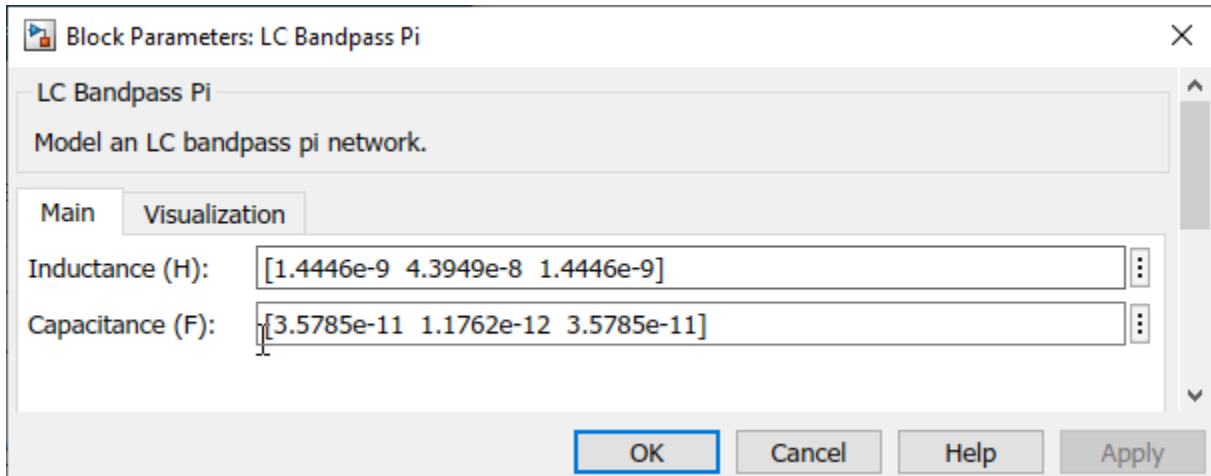 Block Parameters: LC Bandpass Pi
LC Bandpass Pi
Model an LC bandpass pi network.
Main Visualization
Inductance (H): [1.4446e-9 4.3949e-8 1.4446e-9]
Capacitance (F): [3.5785e-11 1.1762e-12 3.5785e-11]
OK Cancel Help Apply